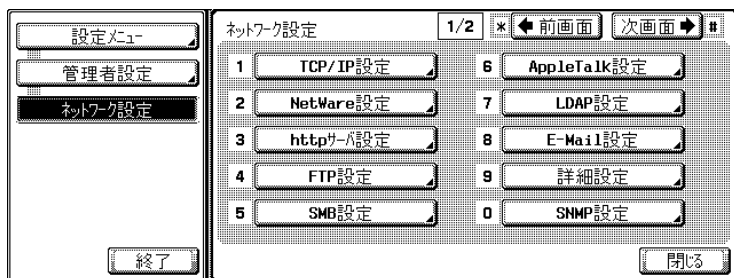 設定ﾒﾆｭｰ
管理者設定
ﾈｯﾄﾜｰｸ設定
終了
ﾈｯﾄﾜｰｸ設定 1/2 * ←前画面 次画面→ #
1 TCP/IP設定 6 AppleTalk設定
2 NetWare設定 7 LDAP設定
3 httpｻｰﾊﾞ設定 8 E-Mail設定
4 FTP設定 9 詳細設定
5 SMB設定 0 SNMP設定
閉じる